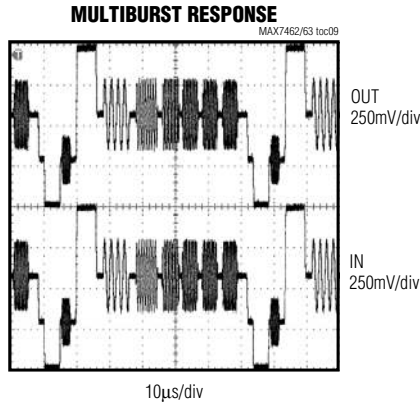 MULTIBURST RESPONSE
MAX7462/63 toc09
OUT
250mV/div
IN
250mV/div
10μs/div